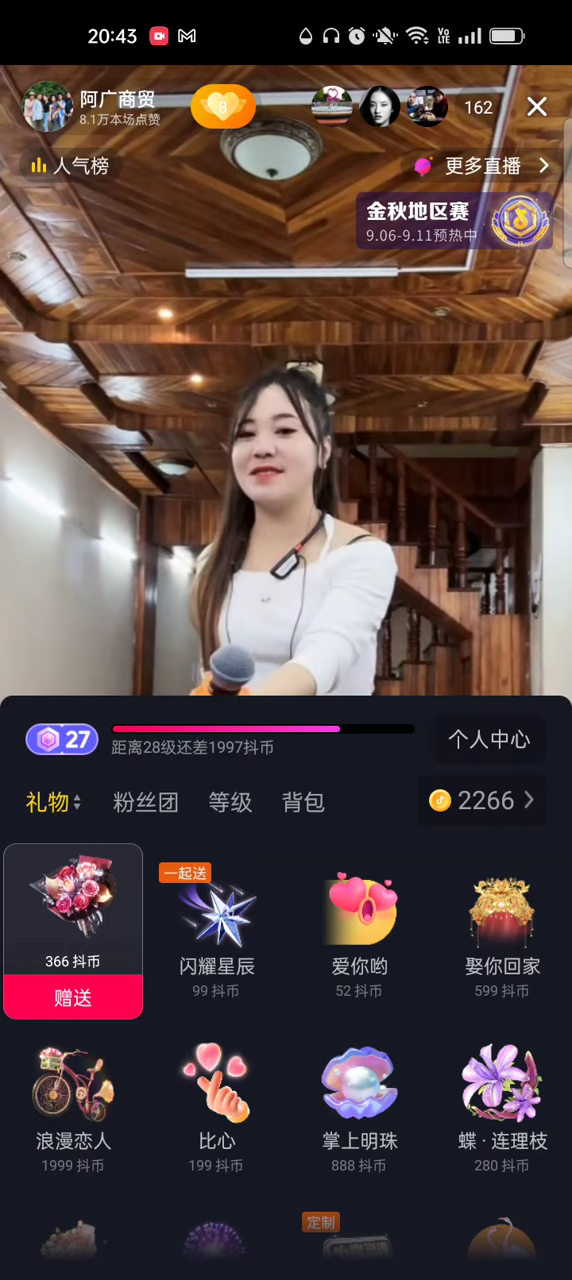 20:43
VO LTE
阿广商贸
8.1万本场点赞
8
162
人气榜
更多直播
金秋地区赛
9.06-9.11预热中
27
距离28级还差1997抖币
个人中心
礼物 粉丝团 等级 背包
2266
366 抖币
赠送
一起送
闪耀星辰
99 抖币
爱你哟
52 抖币
娶你回家
599 抖币
浪漫恋人
1999 抖币
比心
199 抖币
掌上明珠
888 抖币
蝶·连理枝
280 抖币
定制